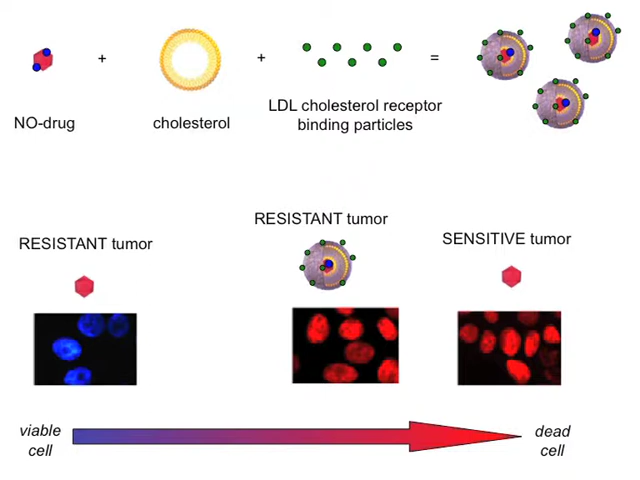 + + =
NO-drug
cholesterol
LDL cholesterol receptor
binding particles
RESISTANT tumor
RESISTANT tumor
SENSITIVE tumor
viable
cell
dead
cell